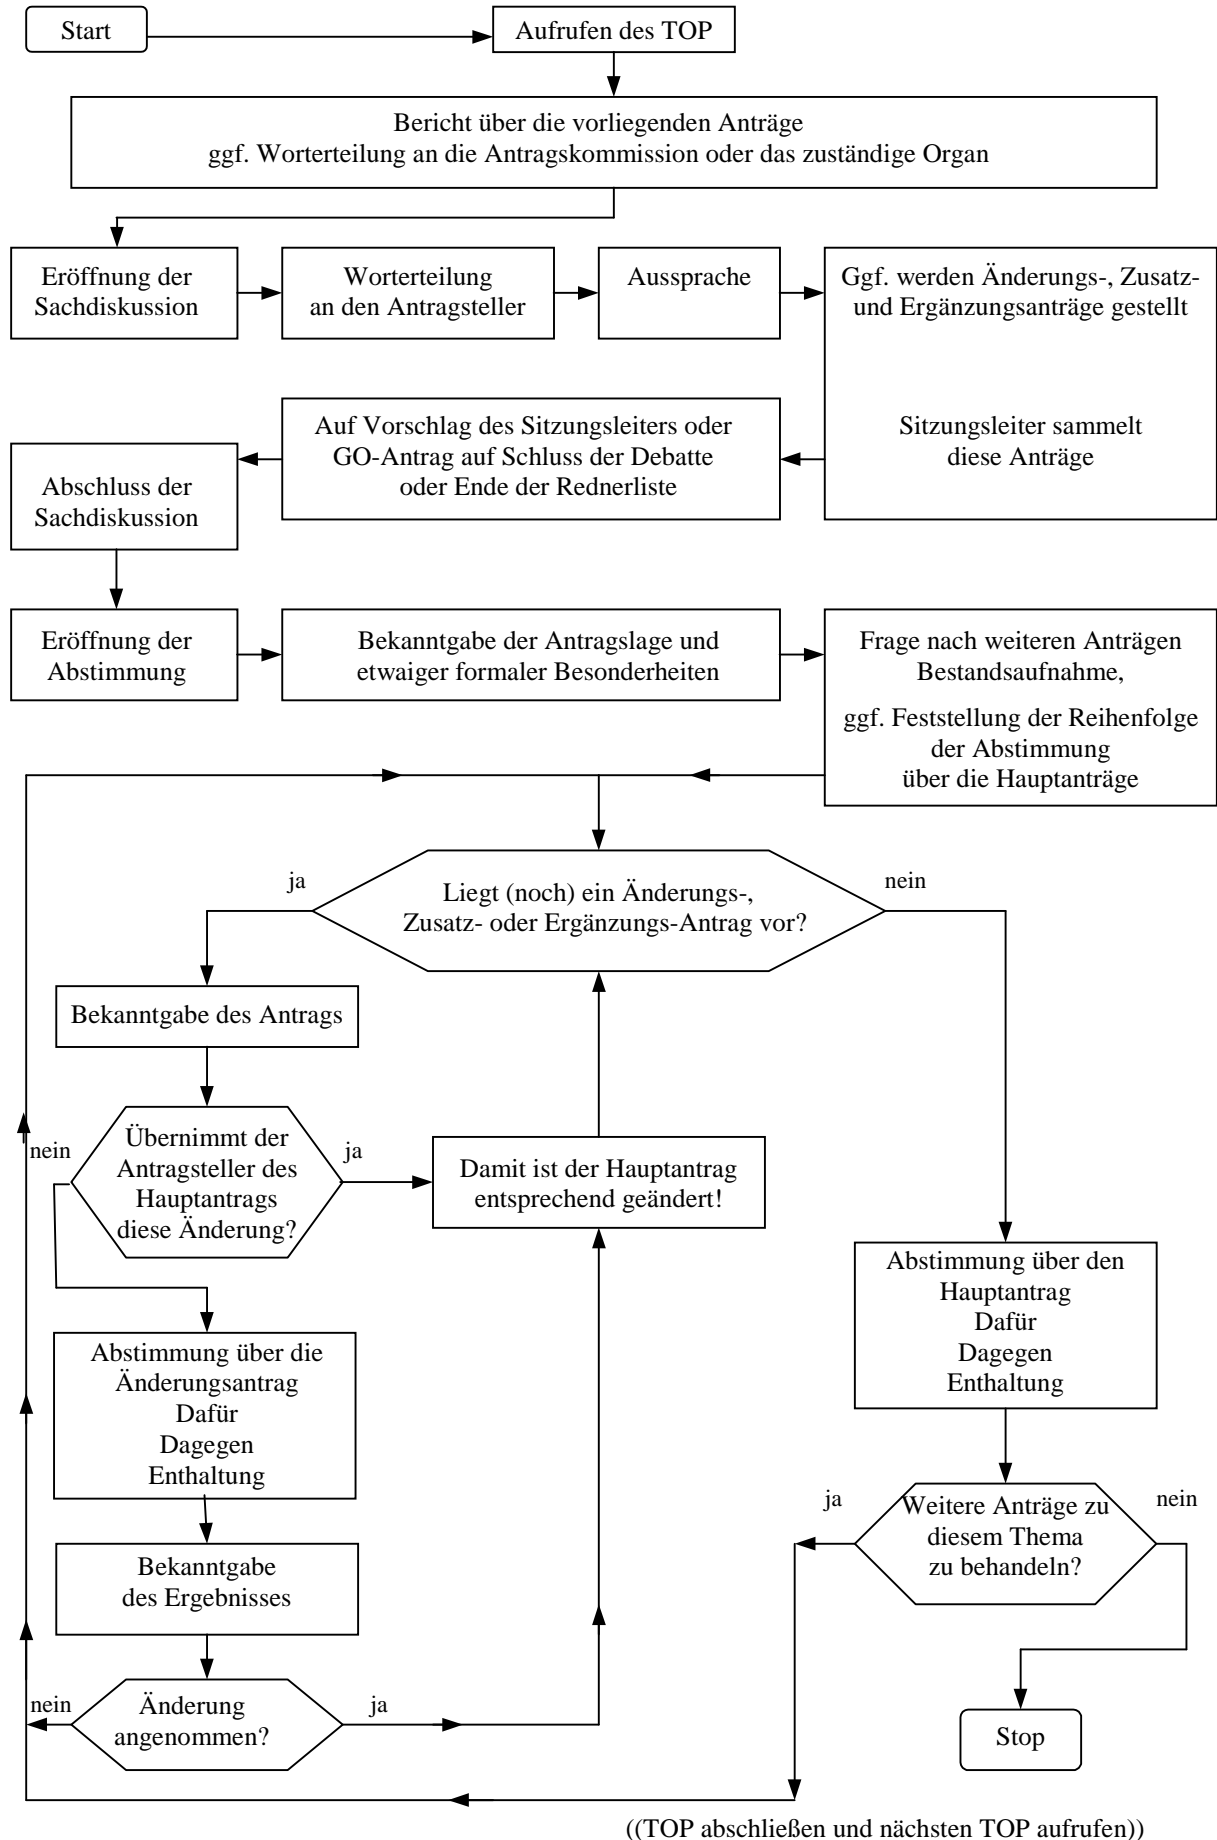 Start
Aufrufen des TOP
Bericht über die vorliegenden Anträge
ggf. Worterteilung an die Antragskommission oder das zuständige Organ
Eröffnung der
Sachdiskussion
Worterteilung
an den Antragsteller
Aussprache
Ggf. werden Änderungs-, Zusatz-
und Ergänzungsanträge gestellt
Sitzungsleiter sammelt
diese Anträge
Auf Vorschlag des Sitzungsleiters oder
GO-Antrag auf Schluss der Debatte
oder Ende der Rednerliste
Abschluss der
Sachdiskussion
Eröffnung der
Abstimmung
Bekanntgabe der Antragslage und
etwaiger formaler Besonderheiten
Frage nach weiteren Anträgen
Bestandsaufnahme,
ggf. Feststellung der Reihenfolge
der Abstimmung
über die Hauptanträge
ja
Liegt (noch) ein Änderungs-,
Zusatz- oder Ergänzungs-Antrag vor?
nein
Bekanntgabe des Antrags
nein
Übernimmt der
Antragsteller des
Hauptantrags
diese Änderung?
ja
Damit ist der Hauptantrag
entsprechend geändert!
Abstimmung über die
Änderungsantrag
Dafür
Dagegen
Enthaltung
Bekanntgabe
des Ergebnisses
nein
Änderung
angenommen?
ja
Abstimmung über den
Hauptantrag
Dafür
Dagegen
Enthaltung
ja
Weitere Anträge zu
diesem Thema
zu behandeln?
nein
Stop
((TOP abschließen und nächsten TOP aufrufen))